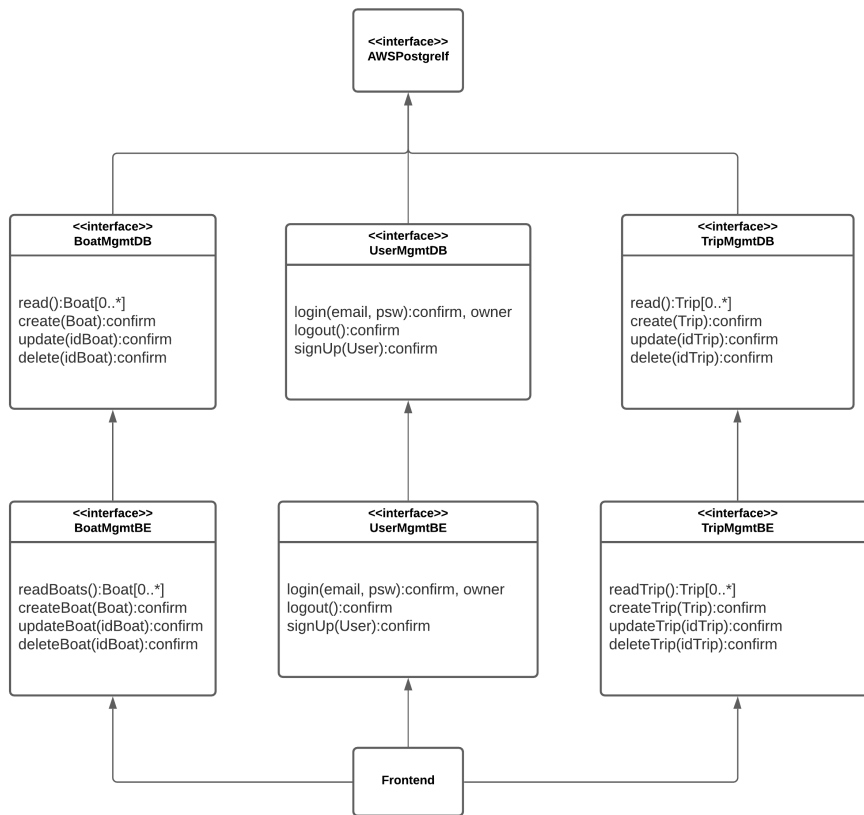 <<interface>>
AWSPostgreIf
<<interface>>
BoatMgmtDB
read():Boat[0..*]
create(Boat):confirm
update(idBoat):confirm
delete(idBoat):confirm
<<interface>>
UserMgmtDB
login(email, psw):confirm, owner
logout():confirm
signUp(User):confirm
<<interface>>
TripMgmtDB
read():Trip[0..*]
create(Trip):confirm
update(idTrip):confirm
delete(idTrip):confirm
<<interface>>
BoatMgmtBE
readBoats():Boat[0..*]
createBoat(Boat):confirm
updateBoat(idBoat):confirm
deleteBoat(idBoat):confirm
<<interface>>
UserMgmtBE
login(email, psw):confirm, owner
logout():confirm
signUp(User):confirm
<<interface>>
TripMgmtBE
readTrip():Trip[0..*]
createTrip(Trip):confirm
updateTrip(idTrip):confirm
deleteTrip(idTrip):confirm
Frontend